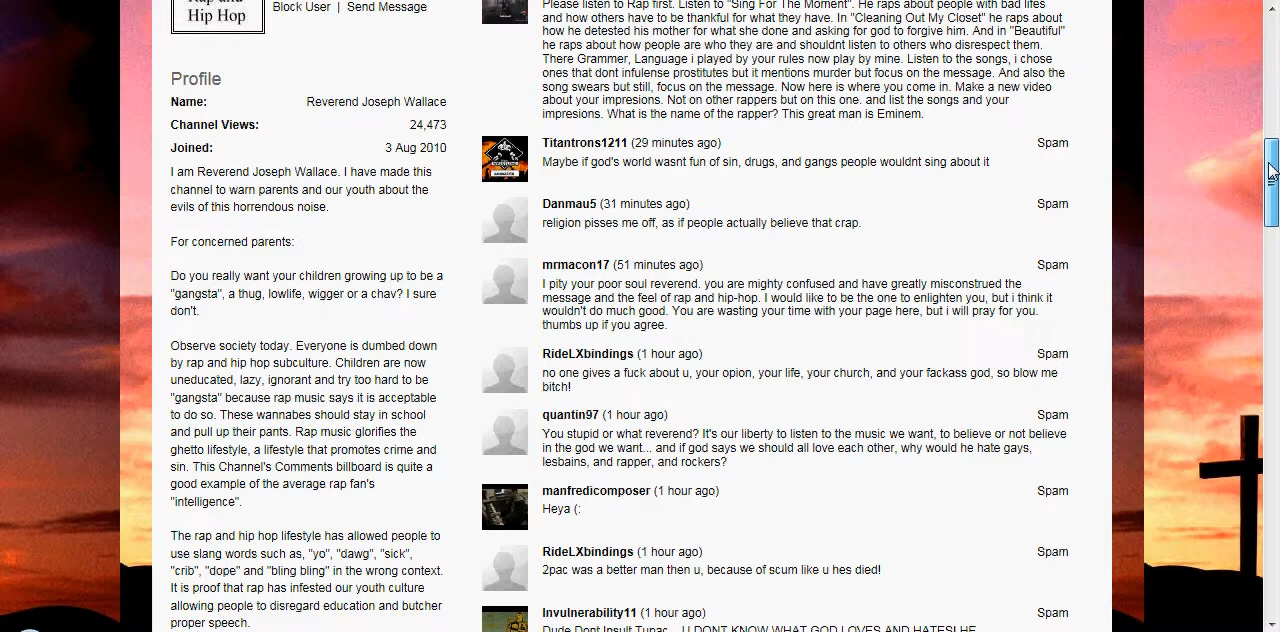 Rap and
Hip Hop
Block User | Send Message
Profile
Name: Reverend Joseph Wallace
Channel Views: 24,473
Joined: 3 Aug 2010
I am Reverend Joseph Wallace. I have made this
channel to warn parents and our youth about the
evils of this horrendous noise.
For concerned parents:
Do you really want your children growing up to be a
"gangsta", a thug, lowlife, wigger or a chav? I sure
don't.
Observe society today. Everyone is dumbed down
by rap and hip hop subculture. Children are now
uneducated, lazy, ignorant and try too hard to be
"gangsta" because rap music says it is acceptable
to do so. These wannabes should stay in school
and pull up their pants. Rap music glorifies the
ghetto lifestyle, a lifestyle that promotes crime and
sin. This Channel's Comments billboard is quite a
good example of the average rap fan's
"intelligence".
The rap and hip hop lifestyle has allowed people to
use slang words such as, "yo", "dawg", "sick",
"crib", "dope" and "bling bling" in the wrong context.
It is proof that rap has infested our youth culture
allowing people to disregard education and butcher
proper speech.
Please listen to Rap first. Listen to "Sing For The Moment". He raps about people with bad lifes
and how others have to be thankful for what they have. In "Cleaning Out My Closet" he raps about
how he detested his mother for what she done and asking for god to forgive him. And in "Beautiful"
he raps about how people are who they are and shouldnt listen to others who disrespect them.
There Grammer, Language i played by your rules now play by mine. Listen to the songs, i chose
ones that dont infulense prostitutes but it mentions murder but focus on the message. And also the
song swears but still, focus on the message. Now here is where you come in. Make a new video
about your impresions. Not on other rappers but on this one. and list the songs and your
impresions. What is the name of the rapper? This great man is Eminem.
Titantrons1211 (29 minutes ago) Spam
Maybe if god's world wasnt fun of sin, drugs, and gangs people wouldnt sing about it
Danmau5 (31 minutes ago) Spam
religion pisses me off, as if people actually believe that crap.
mrmacon17 (51 minutes ago) Spam
I pity your poor soul reverend. you are mighty confused and have greatly misconstrued the
message and the feel of rap and hip-hop. I would like to be the one to enlighten you, but i think it
wouldn't do much good. You are wasting your time with your page here, but i will pray for you.
thumbs up if you agree.
RideLXbindings (1 hour ago) Spam
no one gives a fuck about u, your opion, your life, your church, and your fackass god, so blow me
bitch!
quantin97 (1 hour ago) Spam
You stupid or what reverend? It's our liberty to listen to the music we want, to believe or not believe
in the god we want... and if god says we should all love each other, why would he hate gays,
lesbains, and rapper, and rockers?
manfredicomposer (1 hour ago) Spam
Heya (:
RideLXbindings (1 hour ago) Spam
2pac was a better man then u, because of scum like u hes died!
Invulnerability11 (1 hour ago) Spam
Dude Dont Insult Tupac... U DONT KNOW WHAT GOD LOVES AND HATES! HE